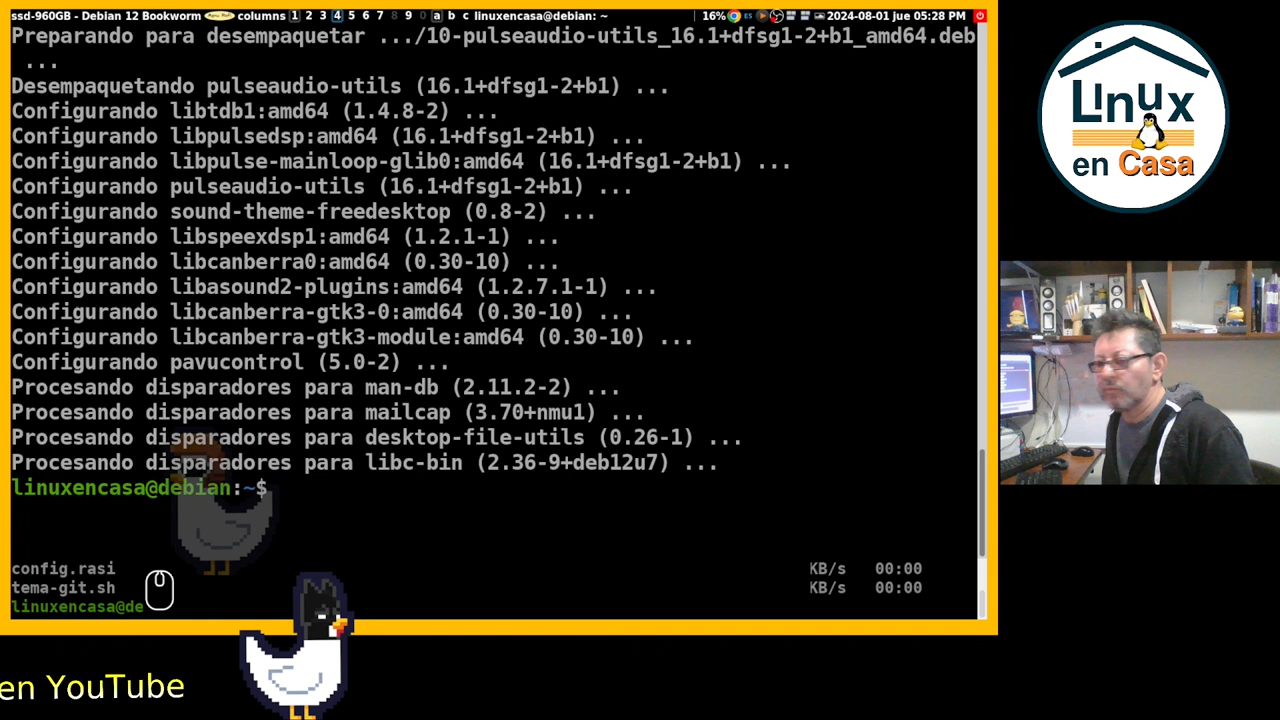 ssd-960GB - Debian 12 Bookworm columns 1 2 3 4 5 6 7 8 9 0 a b c linuxencasa@debian: ~ 16% ES 2024-08-01 jue 05:28 PM
Preparando para desempaquetar .../10-pulseaudio-utils_16.1+dfsg1-2+b1_amd64.deb
...
Desempaquetando pulseaudio-utils (16.1+dfsg1-2+b1) ...
Configurando libtdb1:amd64 (1.4.8-2) ...
Configurando libpulsedsp:amd64 (16.1+dfsg1-2+b1) ...
Configurando libpulse-mainloop-glib0:amd64 (16.1+dfsg1-2+b1) ...
Configurando pulseaudio-utils (16.1+dfsg1-2+b1) ...
Configurando sound-theme-freedesktop (0.8-2) ...
Configurando libspeexdsp1:amd64 (1.2.1-1) ...
Configurando libcanberra0:amd64 (0.30-10) ...
Configurando libasound2-plugins:amd64 (1.2.7.1-1) ...
Configurando libcanberra-gtk3-0:amd64 (0.30-10) ...
Configurando libcanberra-gtk3-module:amd64 (0.30-10) ...
Configurando pavucontrol (5.0-2) ...
Procesando disparadores para man-db (2.11.2-2) ...
Procesando disparadores para mailcap (3.70+nmu1) ...
Procesando disparadores para desktop-file-utils (0.26-1) ...
Procesando disparadores para libc-bin (2.36-9+deb12u7) ...
linuxencasa@debian:~$
config.rasi KB/s 00:00
tema-git.sh KB/s 00:00
linuxencasa@de
en YouTube
Linux
en Casa